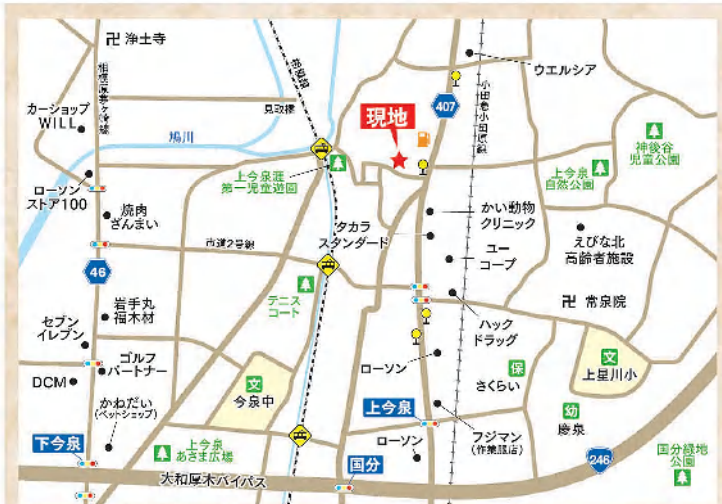 卍 浄土寺
相模原茅ヶ崎線
カーショップ
WILL
鳩川
見取橋
相模線
現地
407
小田急小田原線
ウエルシア
神後谷
児童公園
上今泉
自然公園
上今泉涯
第一児童遊園
ローソン
ストア100
焼肉
ざんまい
市道2号線
タカラ
スタンダード
かい動物
クリニック
ユー
コープ
えびな北
高齢者施設
46
テニス
コート
岩手丸
福木材
セブン
イレブン
ハック
ドラッグ
卍 常泉院
ゴルフ
パートナー
DCM
かねだい
(ペットショップ)
文
今泉中
ローソン
保
さくらい
文
上星川小
上今泉
幼
慶泉
フジマン
(作業服店)
下今泉
上今泉
あさま広場
ローソン
国分
246
国分緑地
公園
大和厚木バイパス